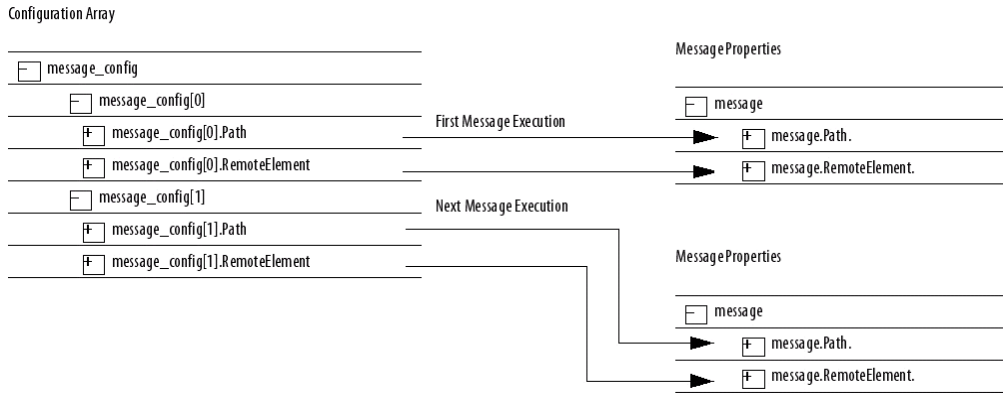 Configuration Array
message_config
message_config[0]
message_config[0].Path
message_config[0].RemoteElement
message_config[1]
message_config[1].Path
message_config[1].RemoteElement
First Message Execution
Next Message Execution
Message Properties
message
message.Path.
message.RemoteElement.
Message Properties
message
message.Path.
message.RemoteElement.